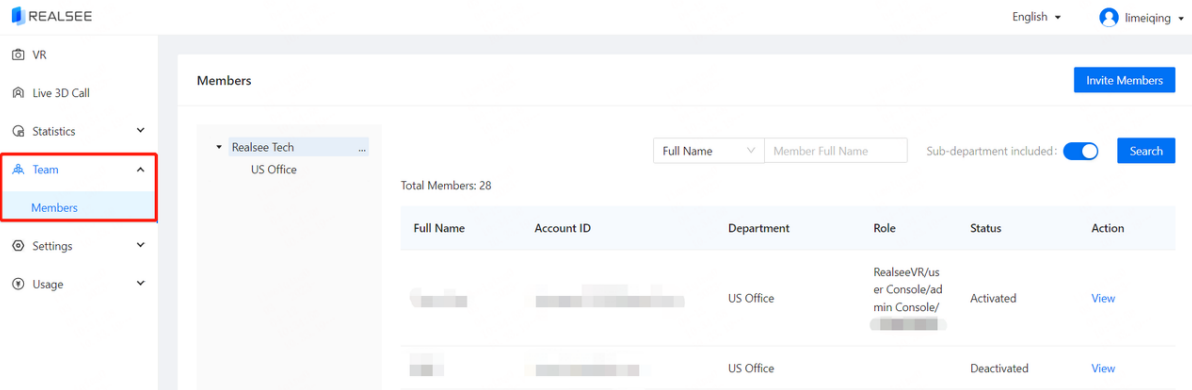 REALSEE
English
limeiqing
VR
Live 3D Call
Statistics
Team
Members
Settings
Usage
Members
Invite Members
Realsee Tech
...
US Office
Full Name
Member Full Name
Sub-department included:
Search
Total Members: 28
Full Name
Account ID
Department
Role
Status
Action
US Office
RealseeVR/us
er Console/ad
min Console/
Activated
View
US Office
Deactivated
View